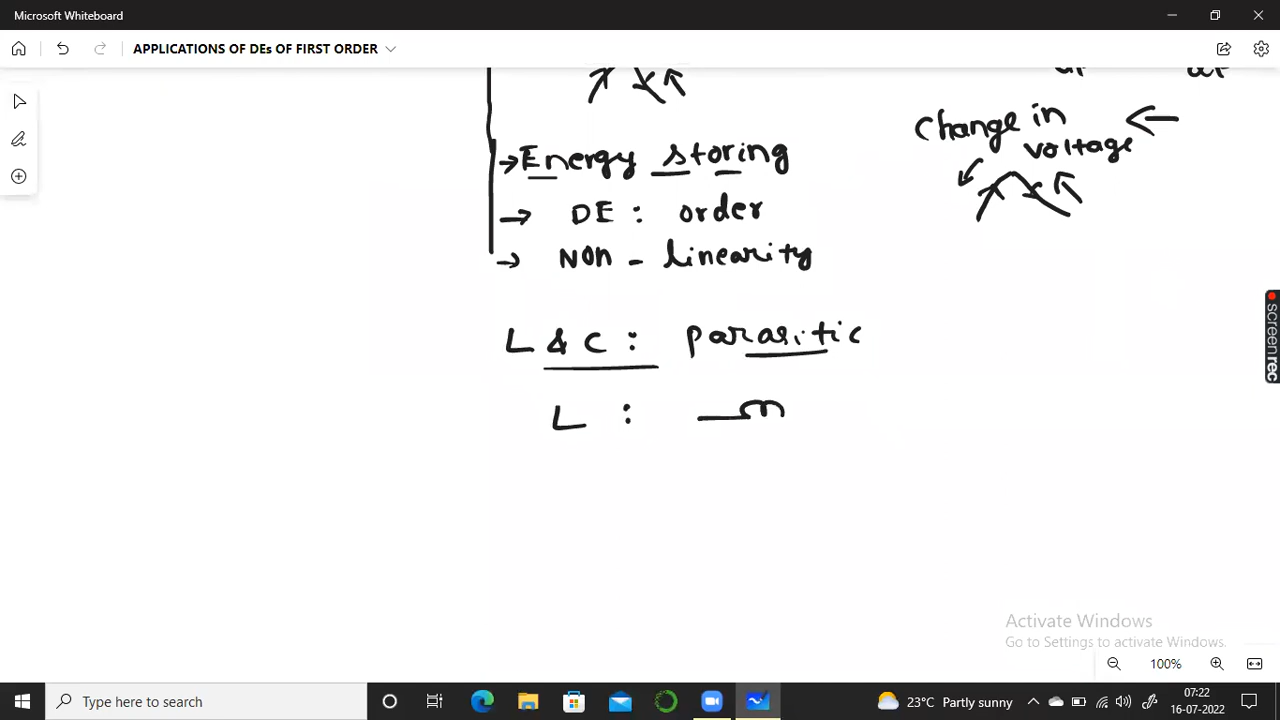 Microsoft Whiteboard
APPLICATIONS OF DEs OF FIRST ORDER
change in
voltage
→ Energy storing
→ DE : order
→ Non - linearity
L & C : parasitic
L :
screenrec
Activate Windows
Go to Settings to activate Windows.
100%
Type here to search
23°C Partly sunny
07:22
16-07-2022